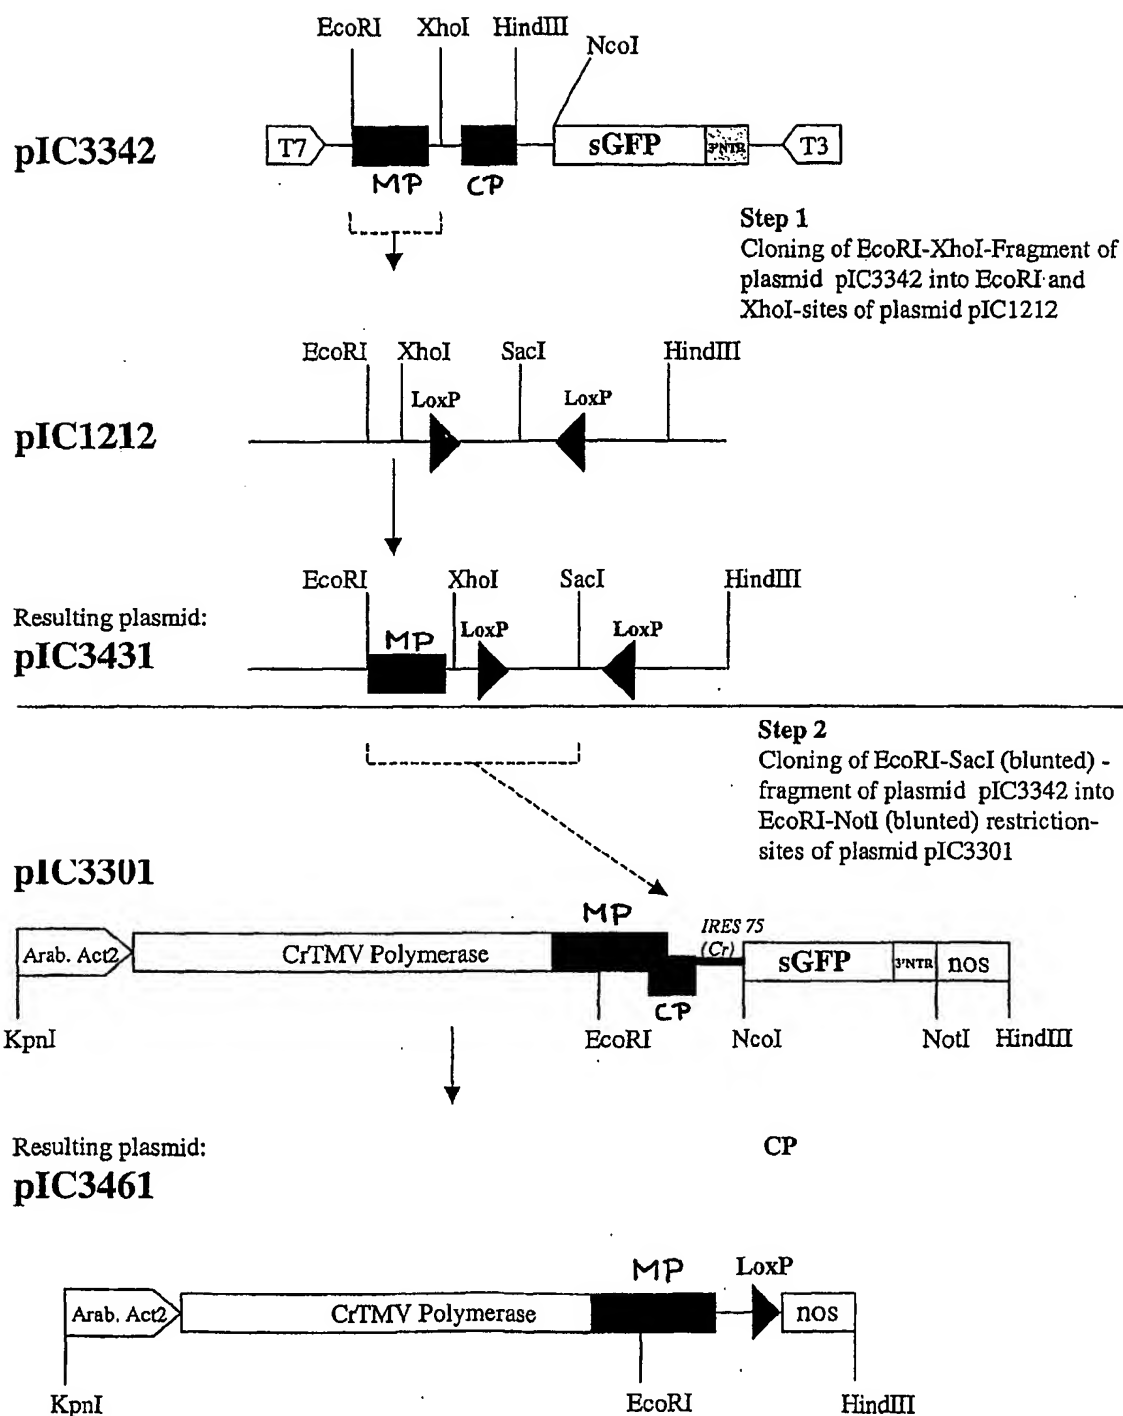 EcoRI XhoI HindIII
NcoI
pIC3342
T7 sGFP 3'NTR T3
MP CP
Step 1
Cloning of EcoRI-XhoI-Fragment of
plasmid pIC3342 into EcoRI and
XhoI-sites of plasmid pIC1212
EcoRI XhoI SacI HindIII
LoxP LoxP
pIC1212
EcoRI XhoI SacI HindIII
Resulting plasmid:
MP LoxP LoxP
pIC3431
Step 2
Cloning of EcoRI-SacI (blunted) -
fragment of plasmid pIC3342 into
EcoRI-NotI (blunted) restriction-
sites of plasmid pIC3301
pIC3301
MP IRES 75
(Cr)
Arab. Act2 CrTMV Polymerase sGFP 3'NTR nos
CP
KpnI EcoRI NcoI NotI HindIII
Resulting plasmid: CP
pIC3461
MP LoxP
Arab. Act2 CrTMV Polymerase nos
KpnI EcoRI HindIII